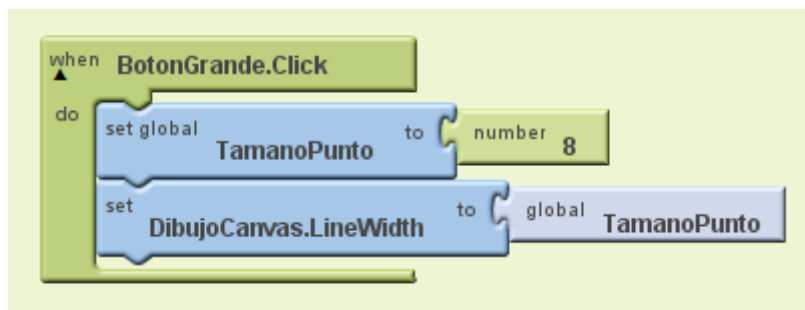 when BotonGrande.Click
do
set global TamanoPunto to number 8
set DibujoCanvas.LineWidth to global TamanoPunto